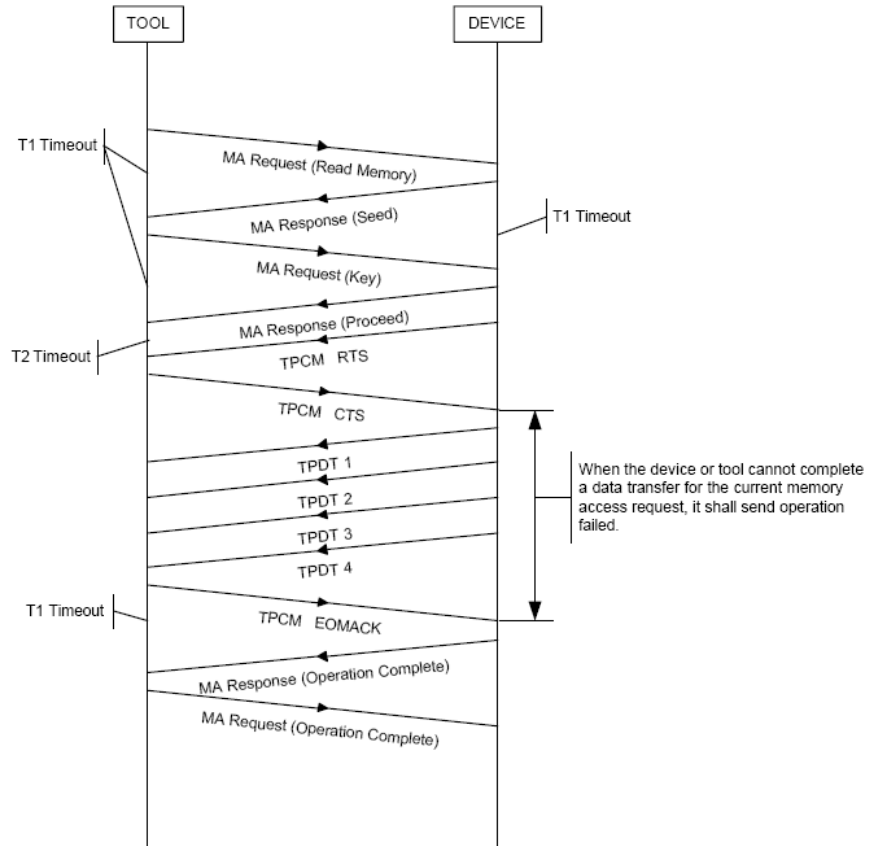 TOOL
DEVICE
T1 Timeout
MA Request (Read Memory)
MA Response (Seed)
T1 Timeout
MA Request (Key)
MA Response (Proceed)
T2 Timeout
TPCM RTS
TPCM CTS
TPDT 1
When the device or tool cannot complete
a data transfer for the current memory
access request, it shall send operation
failed.
TPDT 2
TPDT 3
TPDT 4
T1 Timeout
TPCM EOMACK
MA Response (Operation Complete)
MA Request (Operation Complete)